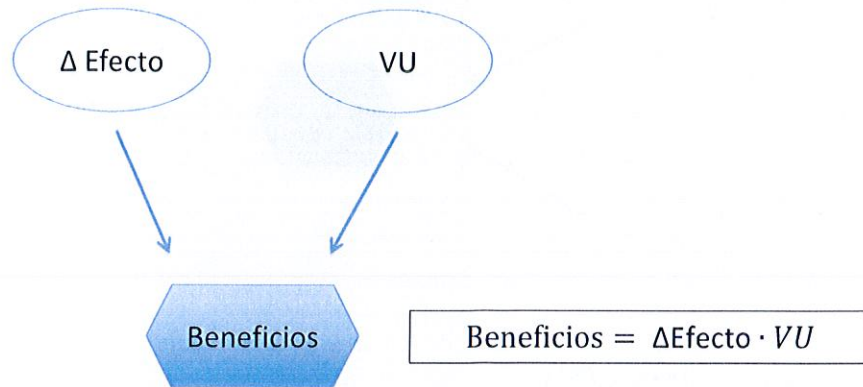 Δ Efecto
VU
Beneficios
Beneficios = ΔEfecto · VU